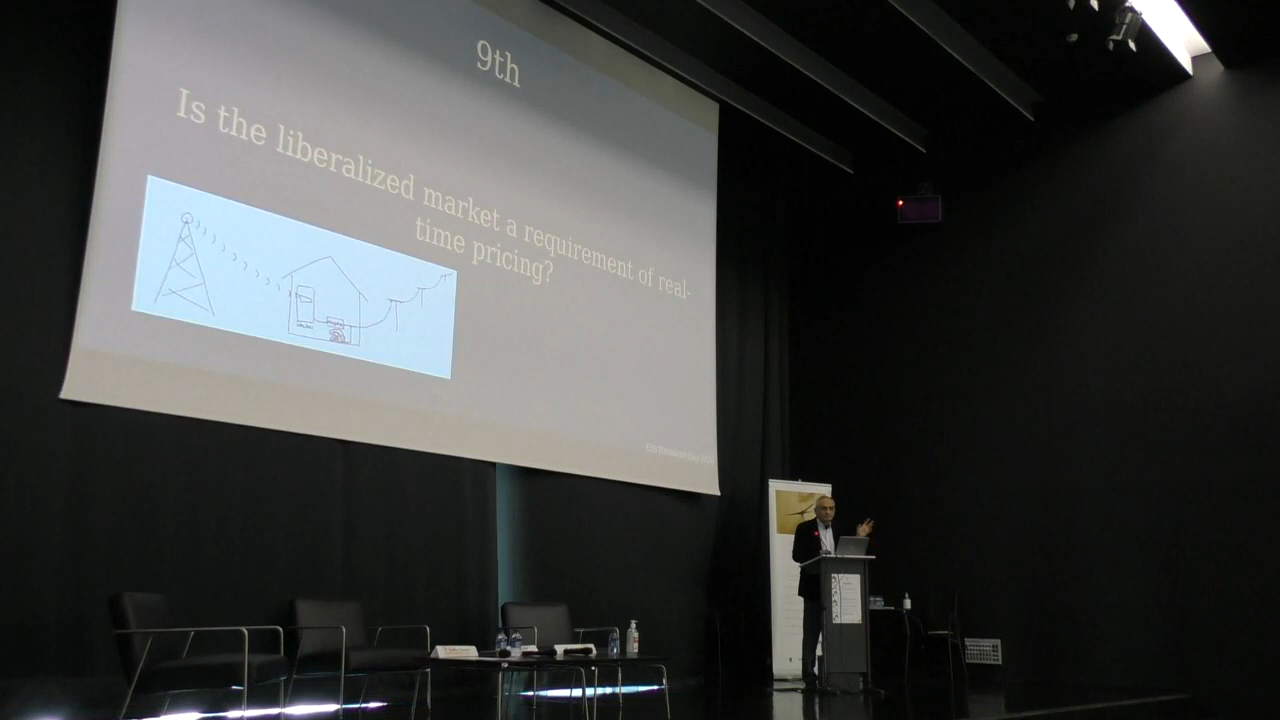 9th
Is the liberalized market a requirement of real-
time pricing?